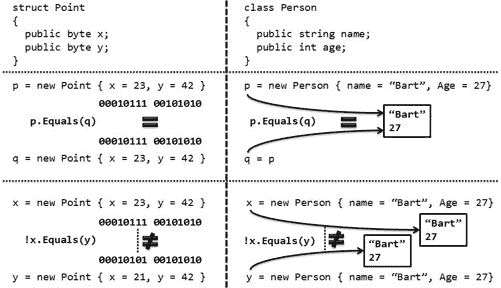 struct Point
{
public byte x;
public byte y;
}
p = new Point { x = 23, y = 42 }
00010111 00101010
p.Equals(q) =
00010111 00101010
q = new Point { x = 23, y = 42 }
x = new Point { x = 23, y = 42 }
00010111 00101010
!x.Equals(y) ≠
00010101 00101010
y = new Point { x = 21, y = 42 }
class Person
{
public string name;
public int age;
}
p = new Person { name = “Bart”, Age = 27}
p.Equals(q) =
“Bart”
27
q = p
x = new Person { name = “Bart”, Age = 27}
“Bart”
27
!x.Equals(y) ≠
“Bart”
27
y = new Person { name = “Bart”, Age = 27}